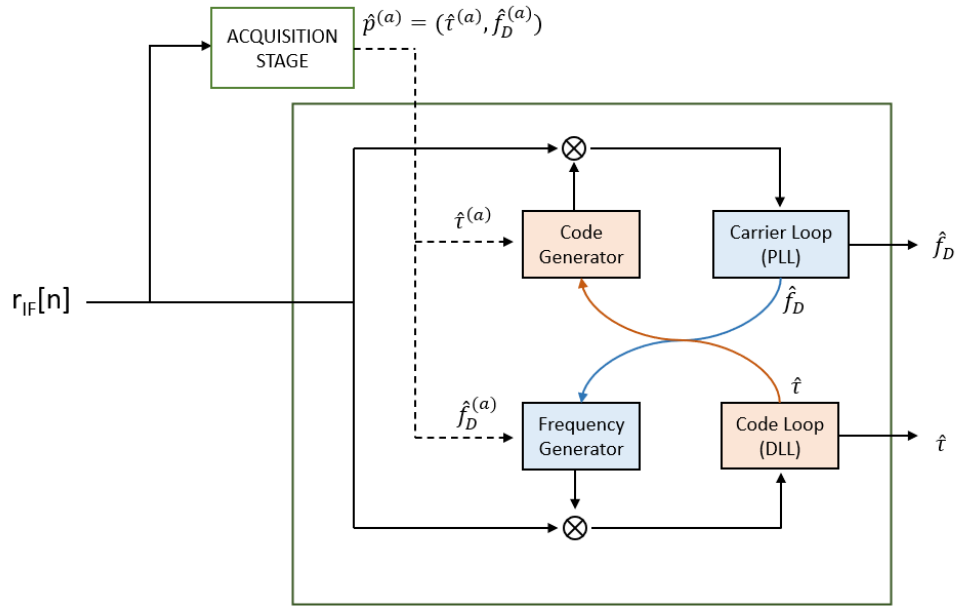 p̂^(a) = (τ̂^(a), f̂_D^(a))
ACQUISITION
STAGE
τ̂^(a)
Code
Generator
Carrier Loop
(PLL)
f̂_D
f̂_D
r_IF[n]
τ̂
f̂_D^(a)
Frequency
Generator
Code Loop
(DLL)
τ̂